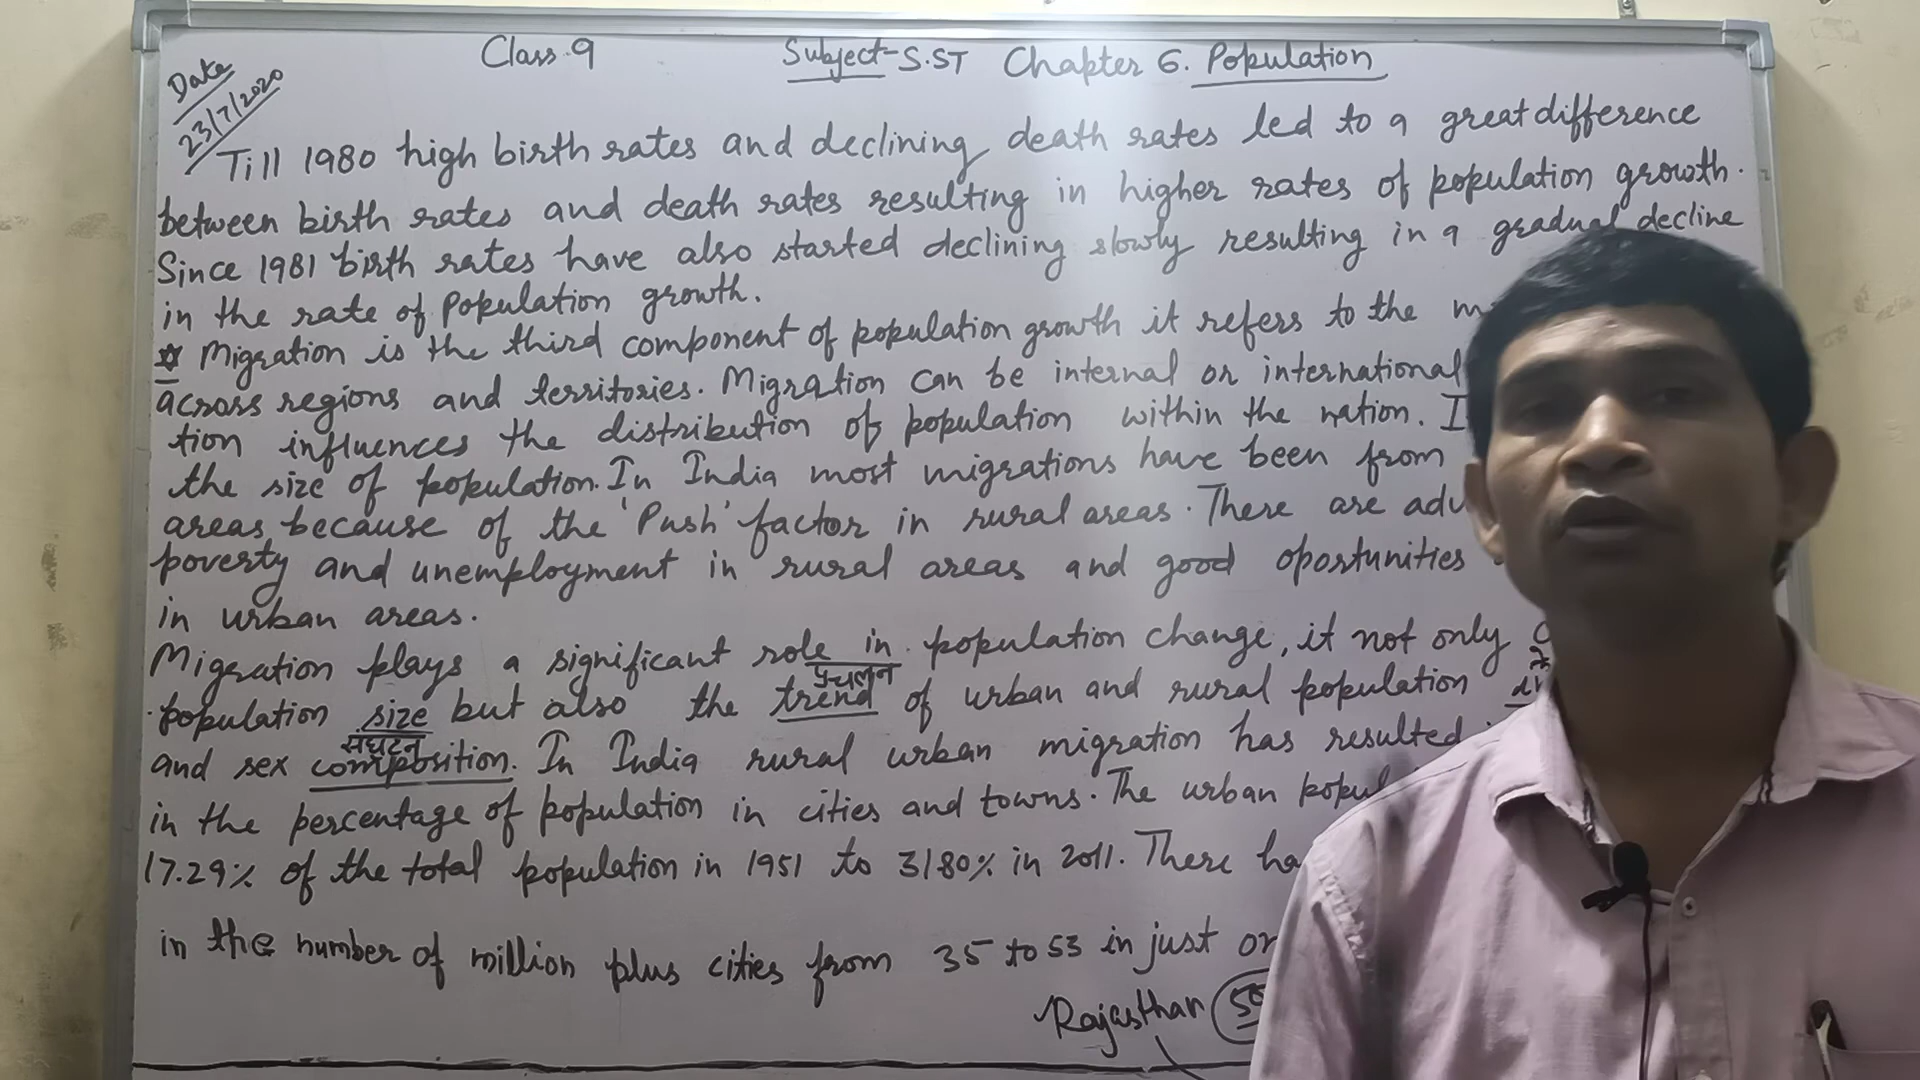 Class 9 Subject-S.ST Chapter 6. Population
Date
23/7/2020
Till 1980 high birth rates and declining death rates led to a great difference
between birth rates and death rates resulting in higher rates of population growth.
Since 1981 birth rates have also started declining slowly resulting in a gradual decline
in the rate of population growth.
☆ Migration is the third component of population growth it refers to the
across regions and territories. Migration can be internal or international
tion influences the distribution of population within the nation.
the size of population. In India most migrations have been from
areas because of the 'Push' factor in rural areas. There are
poverty and unemployment in rural areas and good oportunities
in urban areas.
Migration plays a significant role in population change, it not only
प्रचलन
population size but also the trend of urban and rural population
संघटन
and sex composition. In India rural urban migration has resulted
in the percentage of population in cities and towns. The urban
17.29% of the total population in 1951 to 3180% in 2011. There
in the number of million plus cities from 35 to 53 in just
Rajasthan